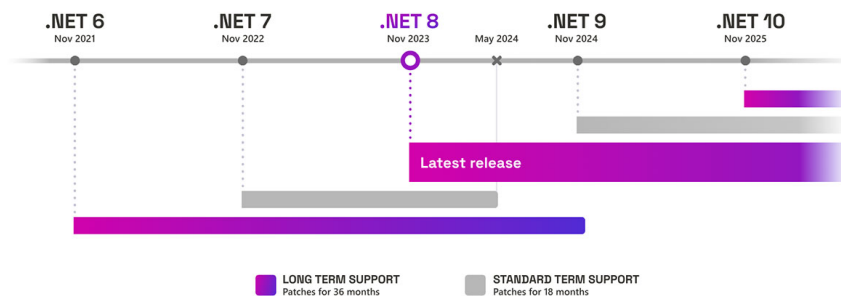 .NET 6
Nov 2021
.NET 7
Nov 2022
.NET 8
Nov 2023
May 2024
.NET 9
Nov 2024
.NET 10
Nov 2025
Latest release
LONG TERM SUPPORT
Patches for 36 months
STANDARD TERM SUPPORT
Patches for 18 months